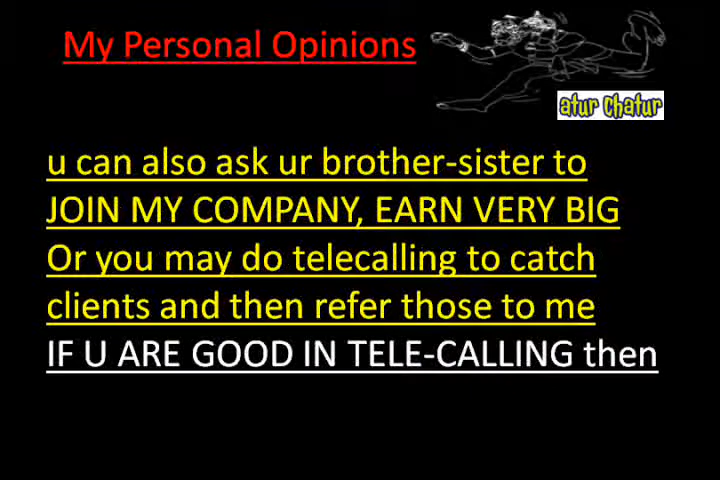 My Personal Opinions
atur chatur
u can also ask ur brother-sister to
JOIN MY COMPANY, EARN VERY BIG
Or you may do telecalling to catch
clients and then refer those to me
IF U ARE GOOD IN TELE-CALLING then